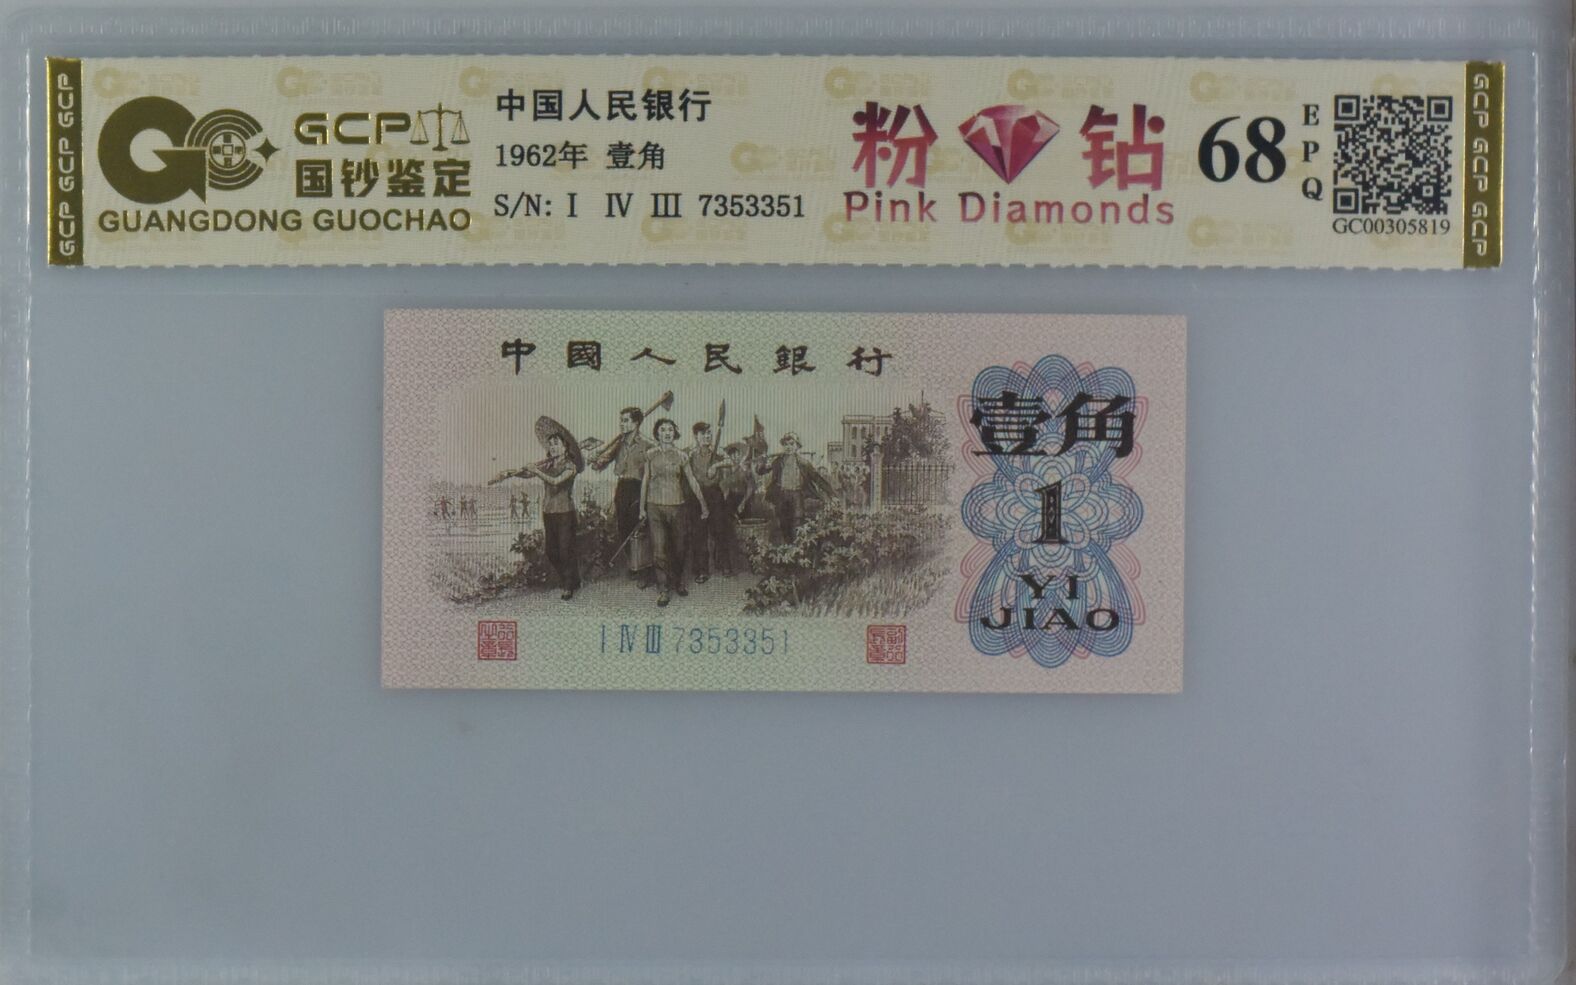 GCP GCP GCP
GC
GCP
国钞鉴定
GUANGDONG GUOCHAO
中国人民银行
1962年 壹角
S/N: I IV III 7353351
粉 钻
Pink Diamonds
68
EPQ
GC00305819
GCP GCP GCP
中國人民銀行
壹角
1
YI
JIAO
I IV III 7353351